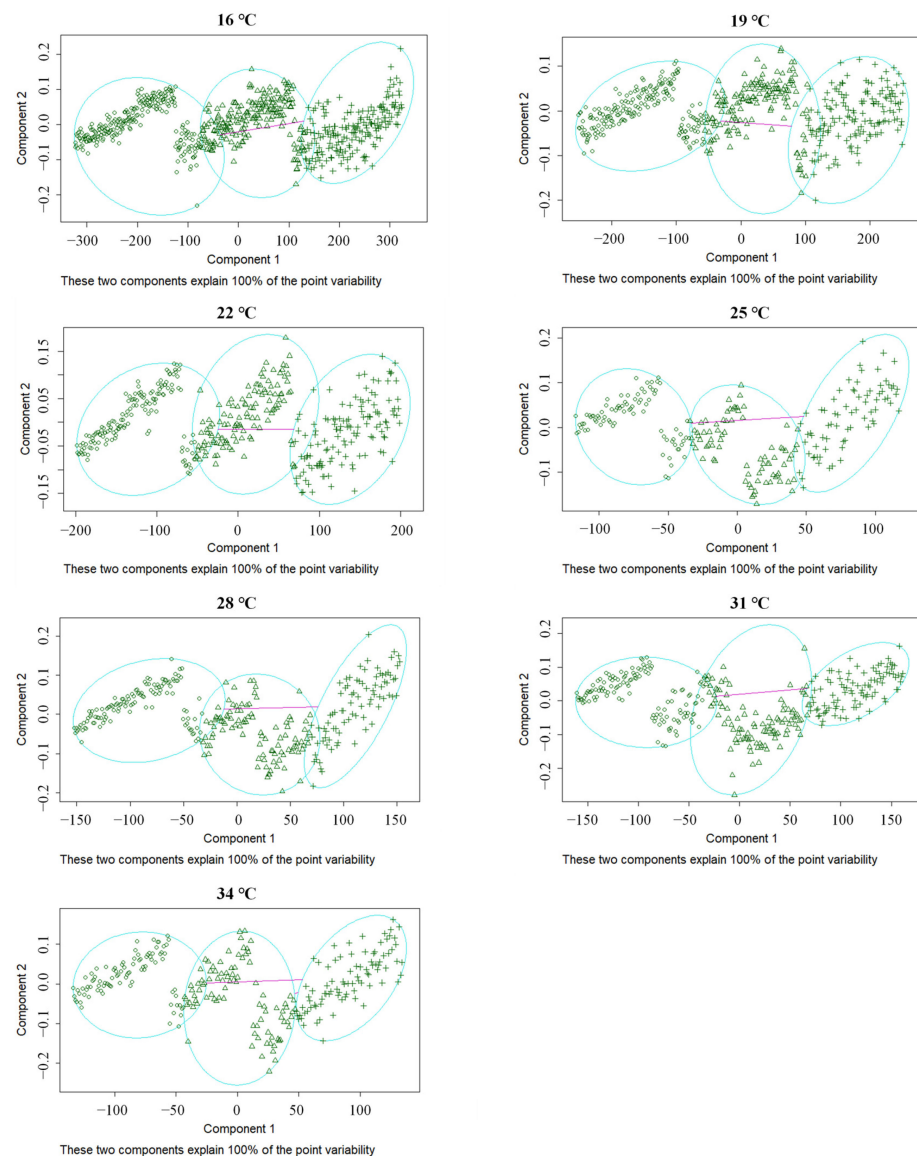 16 ℃
Component 2
0.2
0.1
0.0
−0.1
−0.2
−300 −200 −100 0 100 200 300
Component 1
These two components explain 100% of the point variability
19 ℃
Component 2
0.1
0.0
−0.1
−0.2
−200 −100 0 100 200
Component 1
These two components explain 100% of the point variability
22 ℃
Component 2
0.15
0.05
−0.05
−0.15
−200 −100 0 100 200
Component 1
These two components explain 100% of the point variability
25 ℃
Component 2
0.2
0.1
0.0
−0.1
−100 −50 0 50 100
Component 1
These two components explain 100% of the point variability
28 ℃
Component 2
0.2
0.1
0.0
−0.1
−0.2
−150 −100 −50 0 50 100 150
Component 1
These two components explain 100% of the point variability
31 ℃
Component 2
0.2
0.1
0.0
−0.1
−0.2
−150 −100 −50 0 50 100 150
Component 1
These two components explain 100% of the point variability
34 ℃
Component 2
0.1
0.0
−0.1
−0.2
−100 −50 0 50 100
Component 1
These two components explain 100% of the point variability